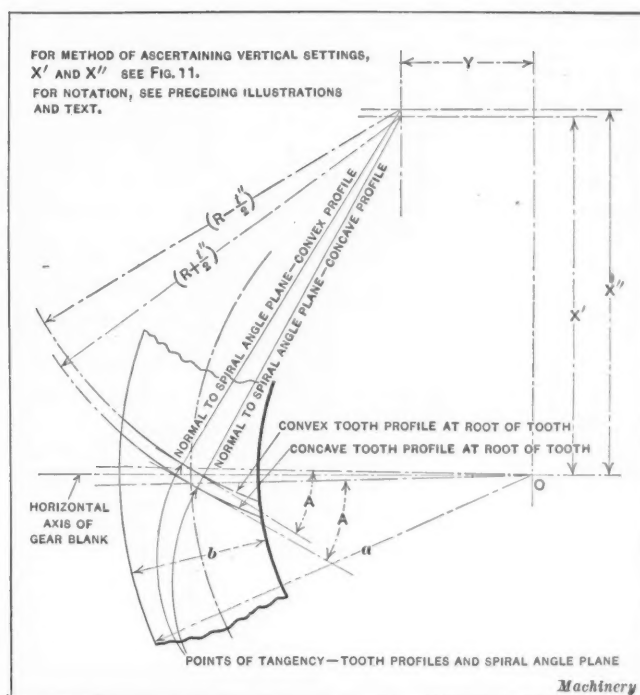 FOR METHOD OF ASCERTAINING VERTICAL SETTINGS,
X′ AND X″ SEE FIG. 11.
FOR NOTATION, SEE PRECEDING ILLUSTRATIONS
AND TEXT.
Y
(R-1″/2)
(R+1″/2)
NORMAL TO SPIRAL ANGLE PLANE—CONVEX PROFILE
NORMAL TO SPIRAL ANGLE PLANE—CONCAVE PROFILE
X′
X″
CONVEX TOOTH PROFILE AT ROOT OF TOOTH
CONCAVE TOOTH PROFILE AT ROOT OF TOOTH
HORIZONTAL
AXIS OF
GEAR BLANK
O
A
A
b
a
POINTS OF TANGENCY—TOOTH PROFILES AND SPIRAL ANGLE PLANE
Machinery